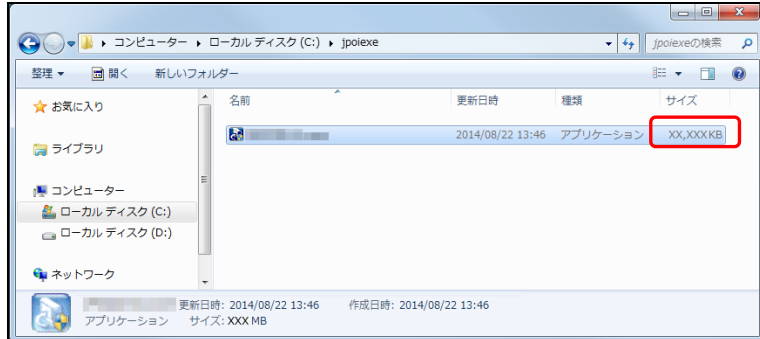 コンピューター ローカル ディスク (C:) jpoiexe jpoiexeの検索
整理 開く 新しいフォルダー
お気に入り
ライブラリ
コンピューター
ローカル ディスク (C:)
ローカル ディスク (D:)
ネットワーク
名前 更新日時 種類 サイズ
2014/08/22 13:46 アプリケーション XX,XXXKB
更新日時: 2014/08/22 13:46 作成日時: 2014/08/22 13:46
アプリケーション サイズ: XXX MB